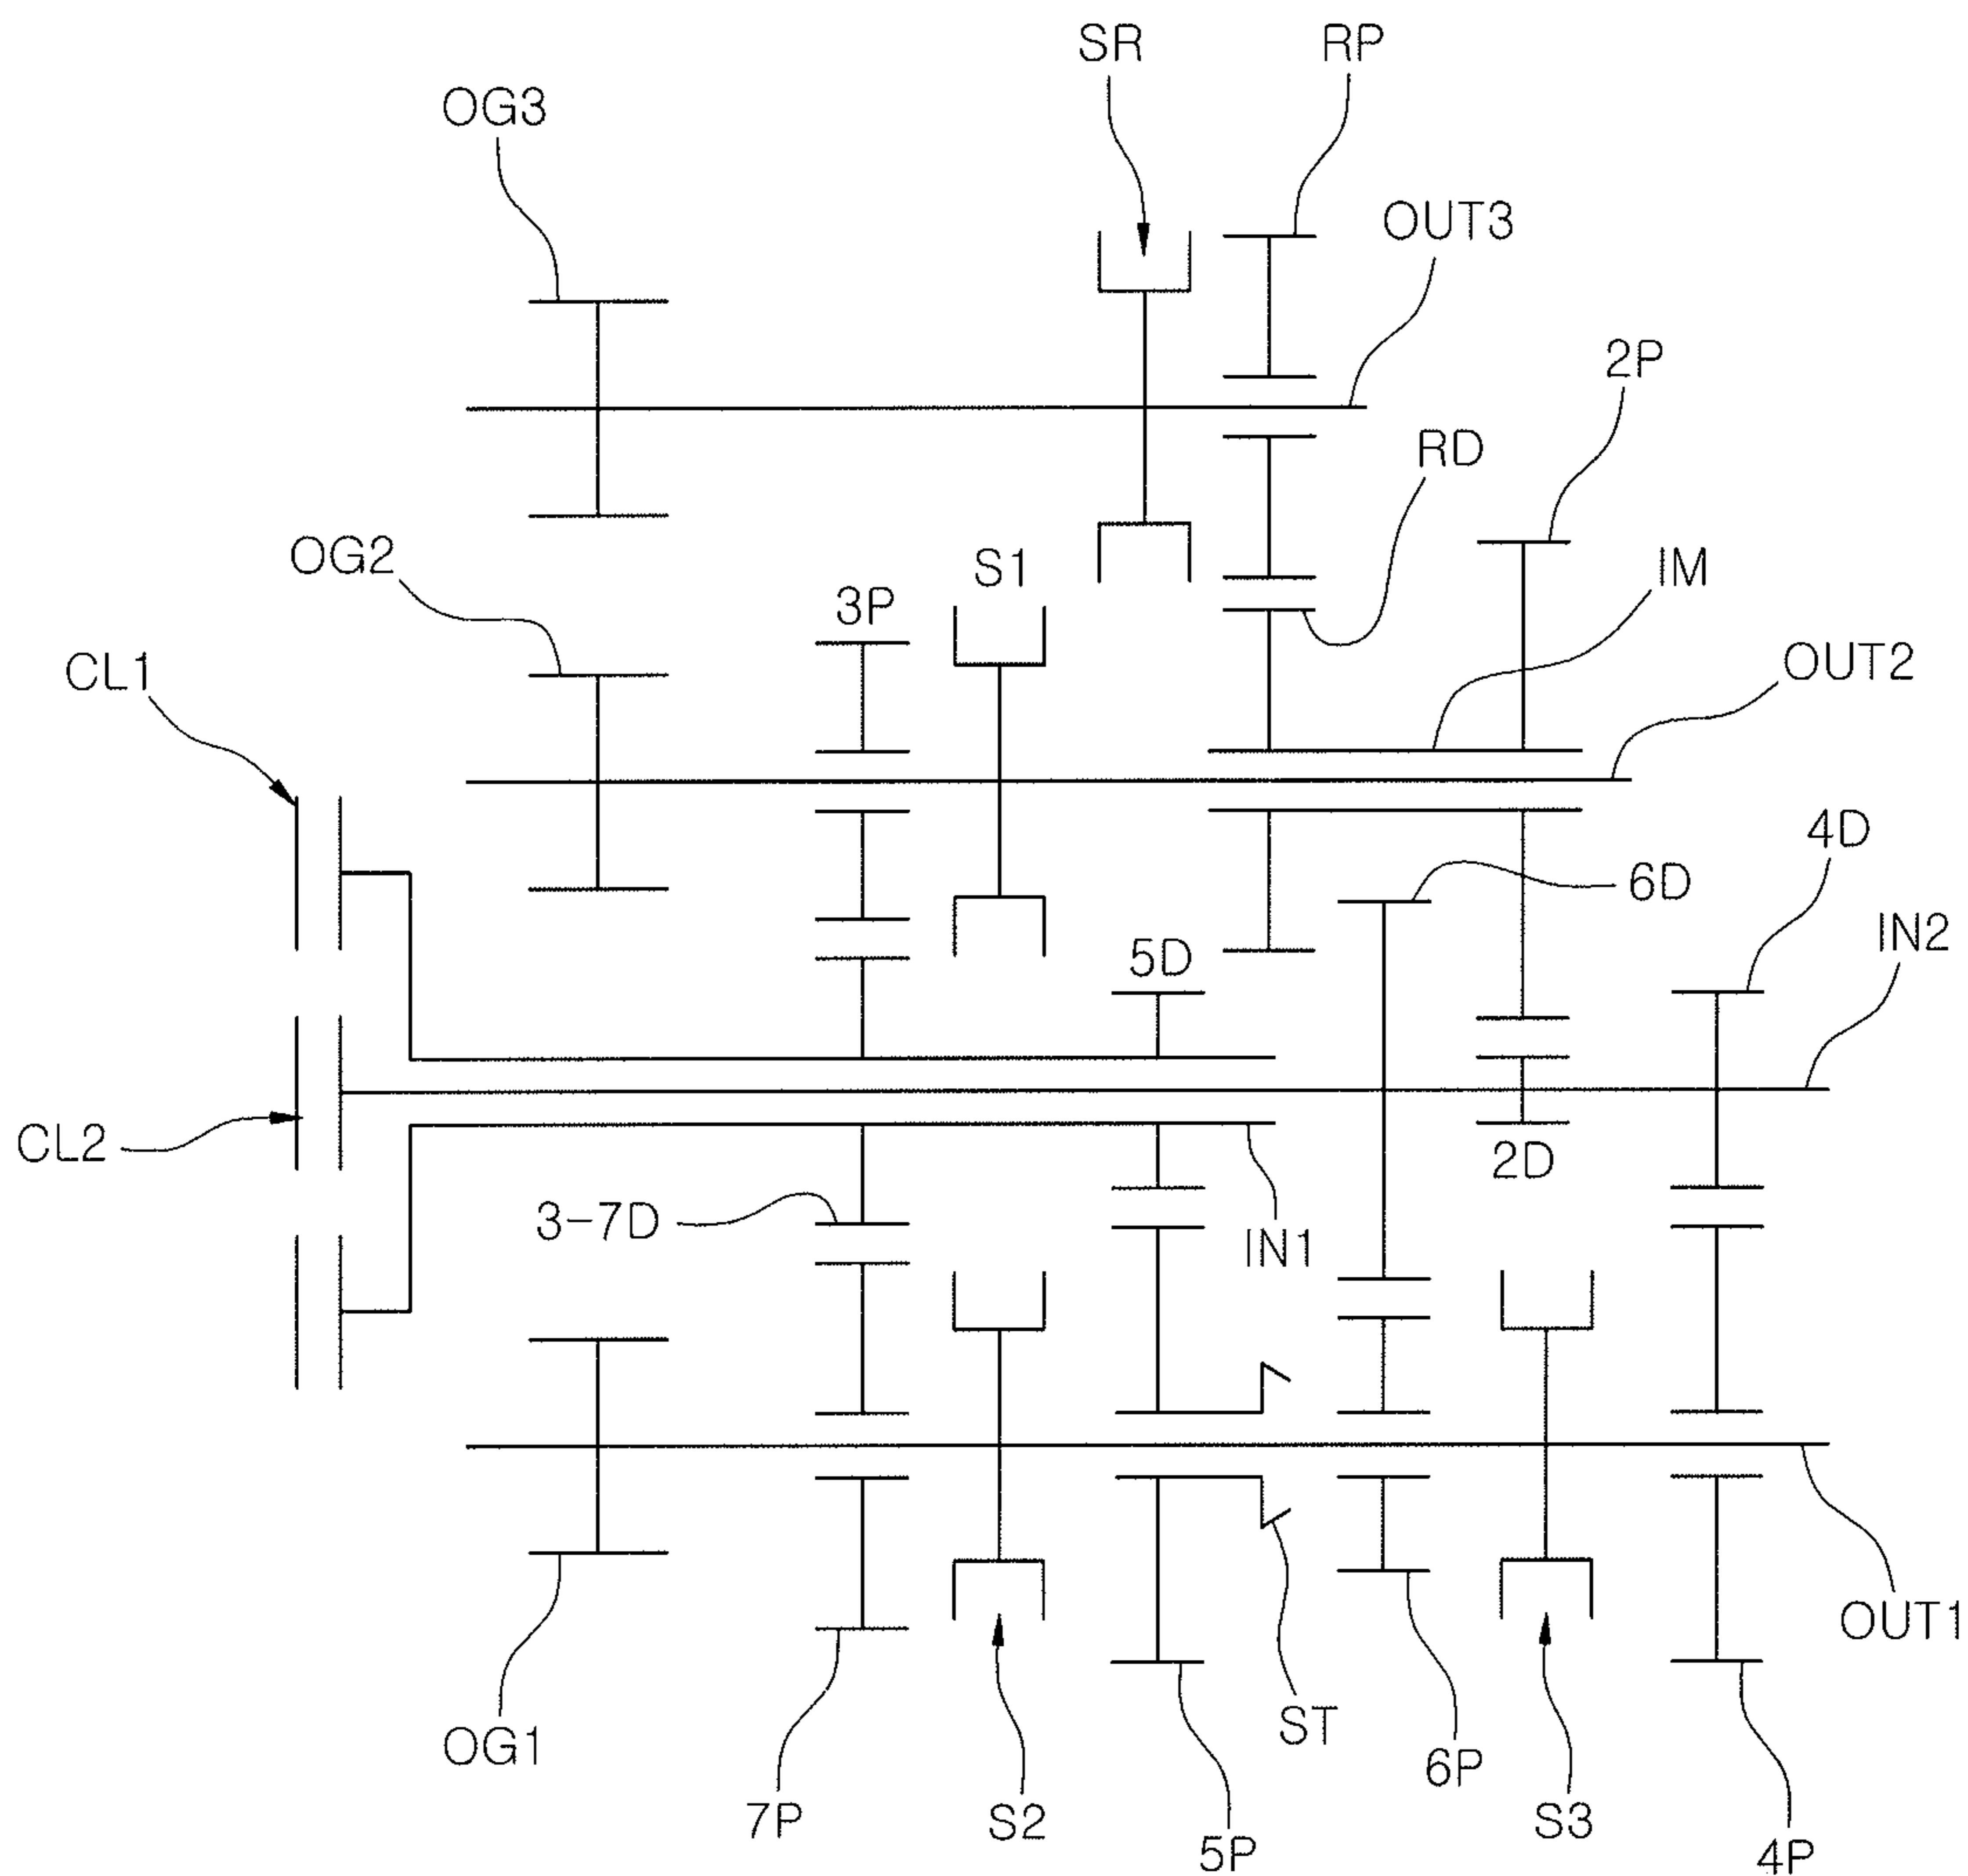 SR
RP
OG3
OUT3
2P
RD
OG2
S1
IM
3P
CL1
OUT2
4D
6D
IN2
5D
CL2
2D
3-7D
IN1
OUT1
ST
OG1
6P
7P
S2
S3
5P
4P